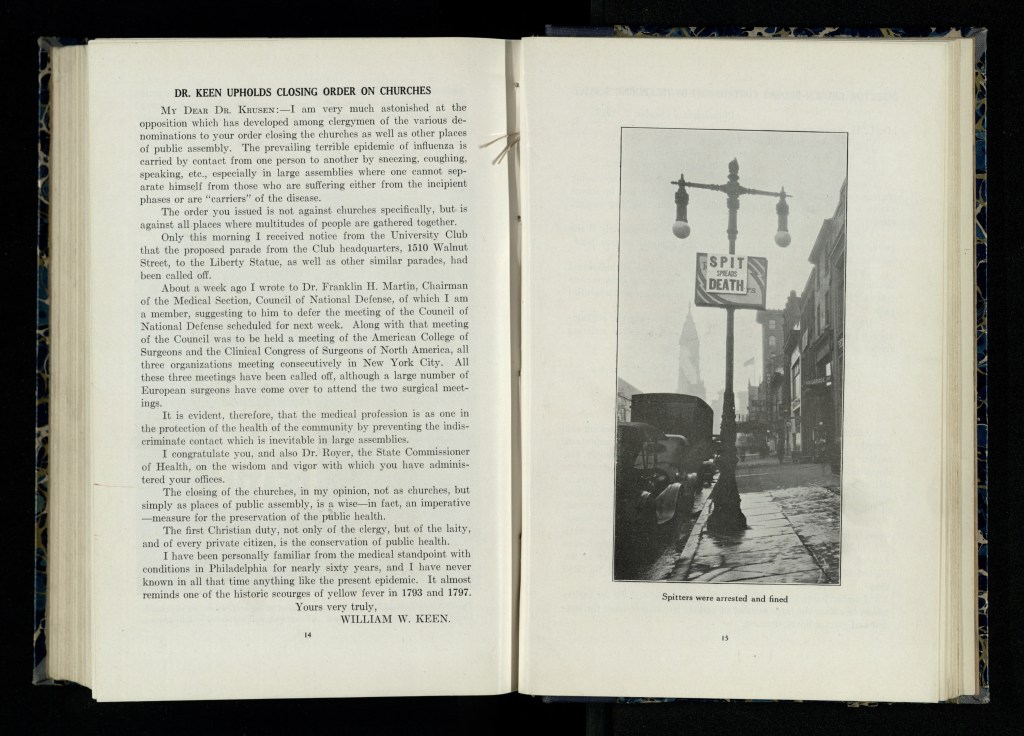 DR. KEEN UPHOLDS CLOSING ORDER ON CHURCHES
MY DEAR DR. KRUSEN:—I am very much astonished at the
opposition which has developed among clergymen of the various de-
nominations to your order closing the churches as well as other places
of public assembly. The prevailing terrible epidemic of influenza is
carried by contact from one person to another by sneezing, coughing,
speaking, etc., especially in large assemblies where one cannot sep-
arate himself from those who are suffering either from the incipient
phases or are "carriers" of the disease.
The order you issued is not against churches specifically, but is
against all places where multitudes of people are gathered together.
Only this morning I received notice from the University Club
that the proposed parade from the Club headquarters, 1510 Walnut
Street, to the Liberty Statue, as well as other similar parades, had
been called off.
About a week ago I wrote to Dr. Franklin H. Martin, Chairman
of the Medical Section, Council of National Defense, of which I am
a member, suggesting to him to defer the meeting of the Council of
National Defense scheduled for next week. Along with that meeting
of the Council was to be held a meeting of the American College of
Surgeons and the Clinical Congress of Surgeons of North America, all
three organizations meeting consecutively in New York City. All
these three meetings have been called off, although a large number of
European surgeons have come over to attend the two surgical meet-
ings.
It is evident, therefore, that the medical profession is as one in
the protection of the health of the community by preventing the indis-
criminate contact which is inevitable in large assemblies.
I congratulate you, and also Dr. Royer, the State Commissioner
of Health, on the wisdom and vigor with which you have adminis-
tered your offices.
The closing of the churches, in my opinion, not as churches, but
simply as places of public assembly, is a wise—in fact, an imperative
—measure for the preservation of the public health.
The first Christian duty, not only of the clergy, but of the laity,
and of every private citizen, is the conservation of public health.
I have been personally familiar from the medical standpoint with
conditions in Philadelphia for nearly sixty years, and I have never
known in all that time anything like the present epidemic. It almost
reminds one of the historic scourges of yellow fever in 1793 and 1797.
Yours very truly,
WILLIAM W. KEEN.
14
SPIT
SPREADS
DEATH
Spitters were arrested and fined
15